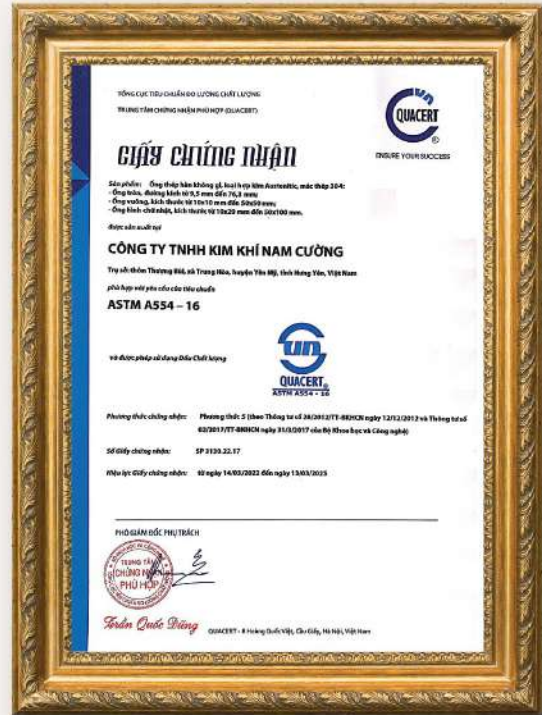 TỔNG CỤC TIÊU CHUẨN ĐO LƯỜNG CHẤT LƯỢNG
TRUNG TÂM CHỨNG NHẬN PHÙ HỢP (QUACERT)
QUACERT
®
ENSURE YOUR SUCCESS
GIẤY CHỨNG NHẬN
Sản phẩm: Ống thép hàn không gỉ, loại hợp kim Austenitic, mác thép 304:
- Ống tròn, đường kính từ 9,5 mm đến 76,3 mm;
- Ống vuông, kích thước từ 10x10 mm đến 50x50 mm;
- Ống hình chữ nhật, kích thước từ 10x20 mm đến 50x100 mm.
được sản xuất tại
CÔNG TY TNHH KIM KHÍ NAM CƯỜNG
Trụ sở: thôn Thượng Bùi, xã Trung Hòa, huyện Yên Mỹ, tỉnh Hưng Yên, Việt Nam
phù hợp với yêu cầu của tiêu chuẩn
ASTM A554 – 16
và được phép sử dụng Dấu Chất lượng
QUACERT®
ASTM A554 - 16
Phương thức chứng nhận: Phương thức 5 (theo Thông tư số 28/2012/TT-BKHCN ngày 12/12/2012 và Thông tư số
02/2017/TT-BKHCN ngày 31/3/2017 của Bộ Khoa học và Công nghệ)
Số Giấy chứng nhận: SP 3130.22.17
Hiệu lực Giấy chứng nhận: từ ngày 14/03/2022 đến ngày 13/03/2025
PHÓ GIÁM ĐỐC PHỤ TRÁCH
TRUNG TÂM
CHỨNG NHẬN
PHÙ HỢP
Trần Quốc Dũng
QUACERT - 8 Hoàng Quốc Việt, Cầu Giấy, Hà Nội, Việt Nam